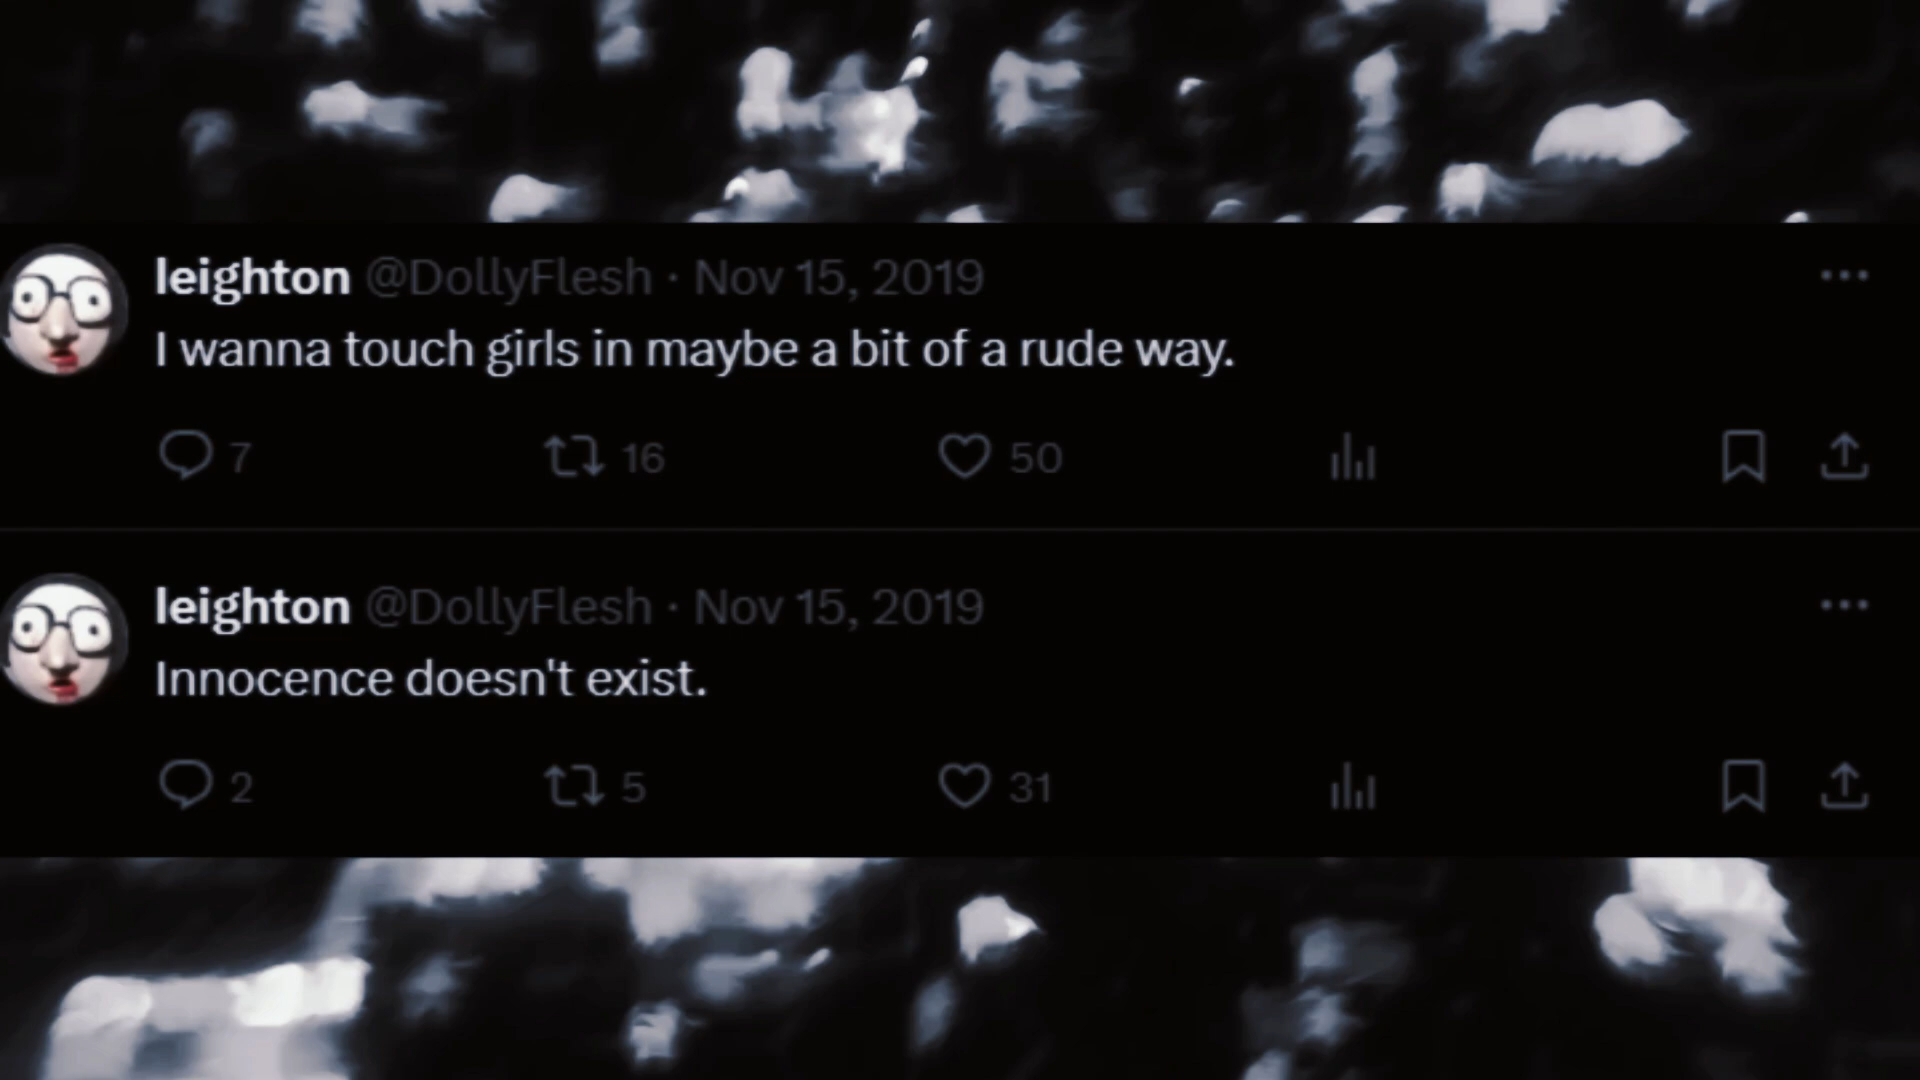 leighton @DollyFlesh · Nov 15, 2019
I wanna touch girls in maybe a bit of a rude way.
7 16 50
leighton @DollyFlesh · Nov 15, 2019
Innocence doesn't exist.
2 5 31